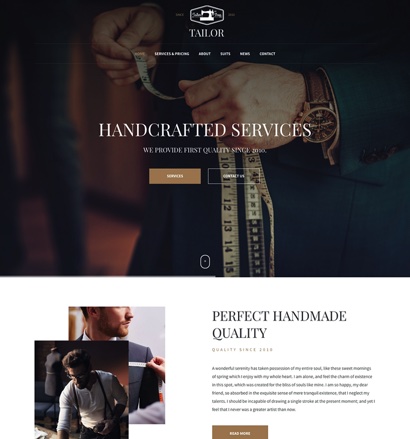 TAILOR
SERVICES & PRICING ABOUT SUITS NEWS CONTACT
HANDCRAFTED SERVICES
WE PROVIDE FIRST QUALITY SINCE 2010.
SERVICES CONTACT US
PERFECT HANDMADE
QUALITY
QUALITY SINCE 2010
A wonderful serenity has taken possession of my entire soul, like these sweet mornings
of spring which I enjoy with my whole heart. I am alone, and feel the charm of existence
in this spot, which was created for the bliss of souls like mine. I am so happy, my dear
friend, so absorbed in the exquisite sense of mere tranquil existence, that I neglect my
talents. I should be incapable of drawing a single stroke at the present moment; and yet I
feel that I never was a greater artist than now.
READ MORE